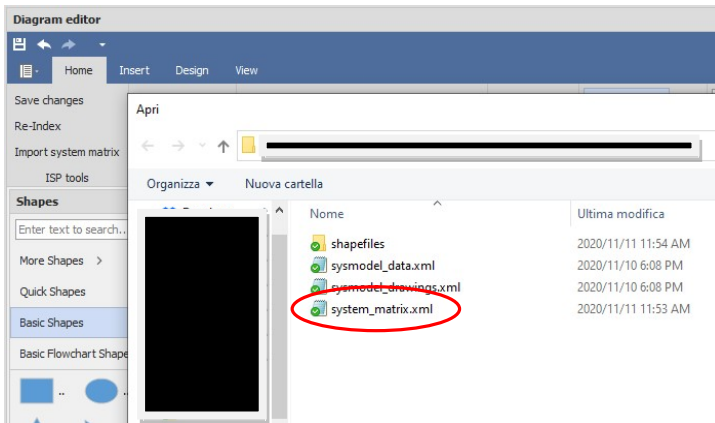 Diagram editor
Home Insert Design View
Save changes
Re-Index
Import system matrix
ISP tools
Shapes
Enter text to search..
More Shapes >
Quick Shapes
Basic Shapes
Basic Flowchart Shape
..
Apri
Organizza Nuova cartella
Nome Ultima modifica
shapefiles 2020/11/11 11:54 AM
sysmodel_data.xml 2020/11/10 6:08 PM
sysmodel_drawings.xml 2020/11/10 6:08 PM
system_matrix.xml 2020/11/11 11:53 AM